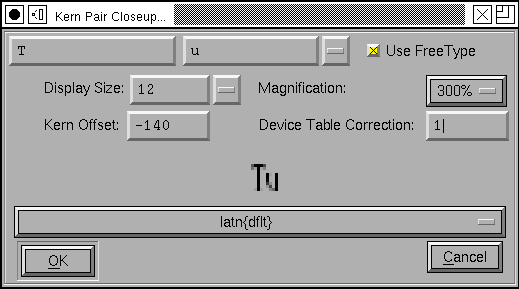 Kern Pair Closeup...
T u Use FreeType
Display Size: 12 Magnification: 300%
Kern Offset: -140 Device Table Correction: 1
Tu
latn{dflt}
OK Cancel